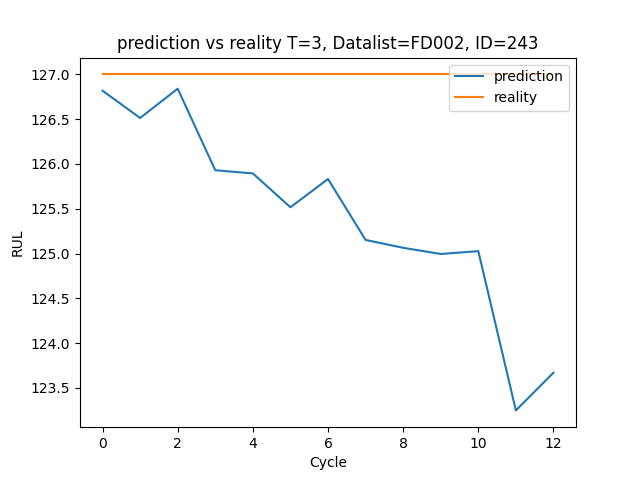 prediction vs reality T=3, Datalist=FD002, ID=243
127.0
126.5
126.0
125.5
125.0
124.5
124.0
123.5
RUL
prediction
reality
0 2 4 6 8 10 12
Cycle